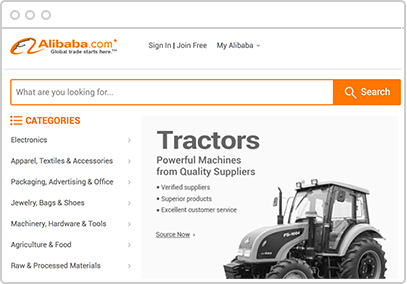 Alibaba.com
Global trade starts here.™
Sign In | Join Free
My Alibaba
What are you looking for...
Search
CATEGORIES
Electronics
Apparel, Textiles & Accessories
Packaging, Advertising & Office
Jewelry, Bags & Shoes
Machinery, Hardware & Tools
Agriculture & Food
Raw & Processed Materials
Tractors
Powerful Machines
from Quality Suppliers
• Verified suppliers
• Superior products
• Excellent customer service
Source Now